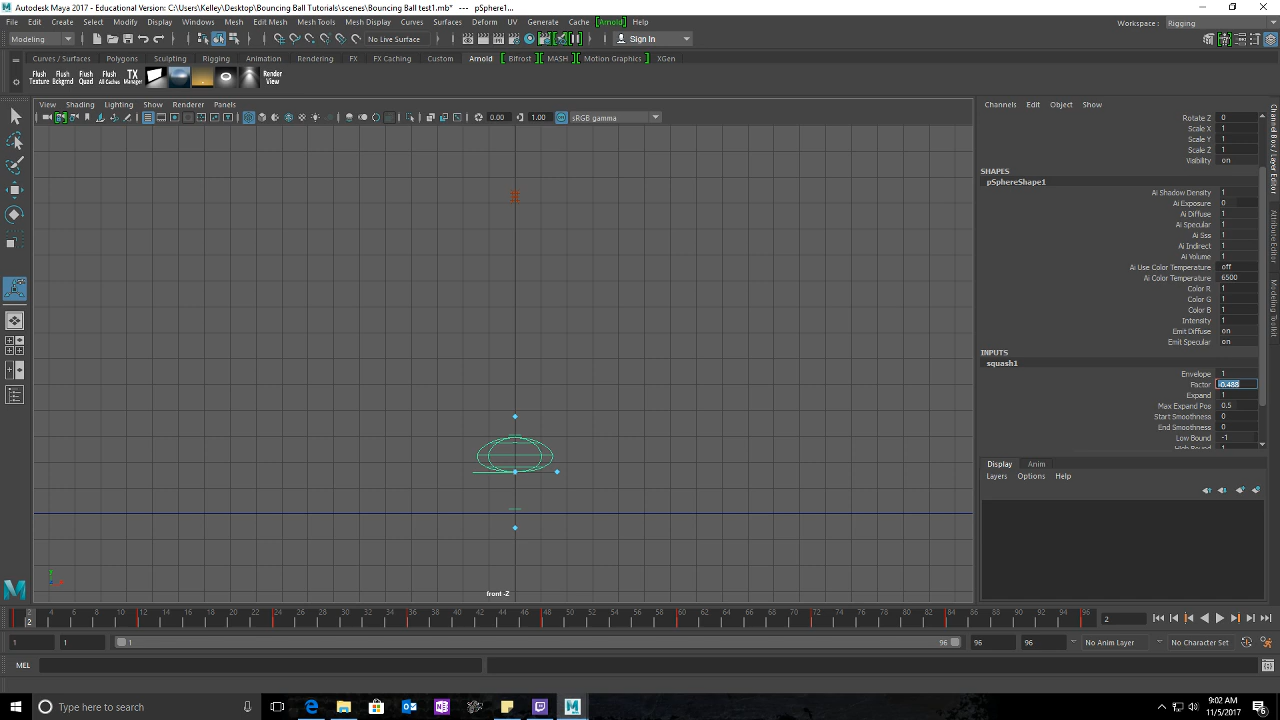 Autodesk Maya 2017 - Educational Version: C:\Users\Kelley\Desktop\Bouncing Ball Tutorials\scenes\Bouncing Ball test1.mb* --- pSphere1...
File Edit Create Select Modify Display Windows Mesh Edit Mesh Mesh Tools Mesh Display Curves Surfaces Deform UV Generate Cache [Arnold] Help
Workspace : Rigging
Modeling No Live Surface Sign In
Curves / Surfaces Polygons Sculpting Rigging Animation Rendering FX FX Caching Custom Arnold Bifrost MASH Motion Graphics XGen
Flush Texture Flush Bckgrnd Flush Quad Flush All Caches TX Manager Render View
View Shading Lighting Show Renderer Panels
0.00 1.00 sRGB gamma
front -Z
Channels Edit Object Show
Rotate Z 0
Scale X 1
Scale Y 1
Scale Z 1
Visibility on
SHAPES
pSphereShape1
Ai Shadow Density 1
Ai Exposure 0
Ai Diffuse 1
Ai Specular 1
Ai Sss 1
Ai Indirect 1
Ai Volume 1
Ai Use Color Temperature off
Ai Color Temperature 6500
Color R 1
Color G 1
Color B 1
Intensity 1
Emit Diffuse on
Emit Specular on
INPUTS
squash1
Envelope 1
Factor -0.488
Expand 1
Max Expand Pos 0.5
Start Smoothness 0
End Smoothness 0
Low Bound -1
High Bound 1
Display Anim
Layers Options Help
Channel Box / Layer Editor
Attribute Editor
Modeling Toolkit
2 4 6 8 10 12 14 16 18 20 22 24 26 28 30 32 34 36 38 40 42 44 46 48 50 52 54 56 58 60 62 64 66 68 70 72 74 76 78 80 82 84 86 88 90 92 94 96
2 2
1 1 1 96 96 96 No Anim Layer No Character Set
MEL
Type here to search
9:02 AM
11/5/2017